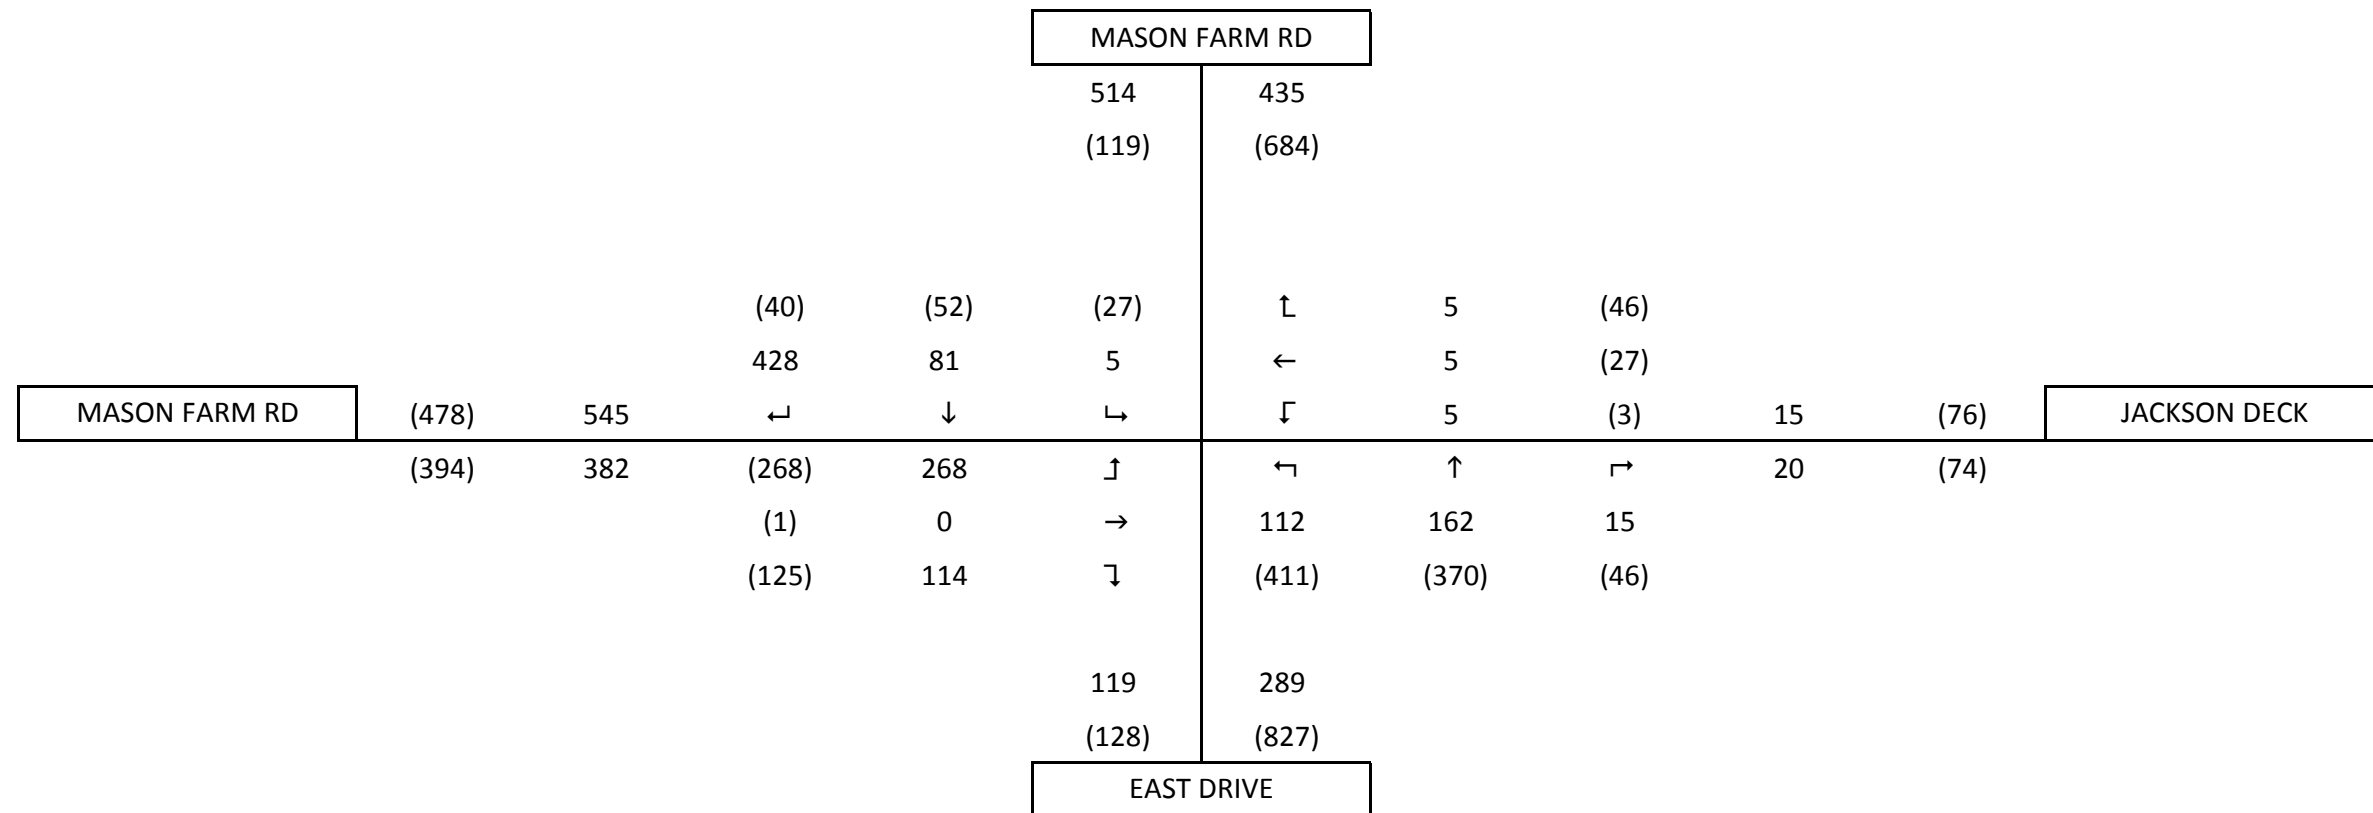 MASON FARM RD
514 435
(119) (684)
(40) (52) (27) ↰ 5 (46)
428 81 5 ← 5 (27)
MASON FARM RD (478) 545 ↵ ↓ ↳ ↲ 5 (3) 15 (76) JACKSON DECK
(394) 382 (268) 268 ⮥ ↰ ↑ ↱ 20 (74)
(1) 0 → 112 162 15
(125) 114 ↴ (411) (370) (46)
119 289
(128) (827)
EAST DRIVE